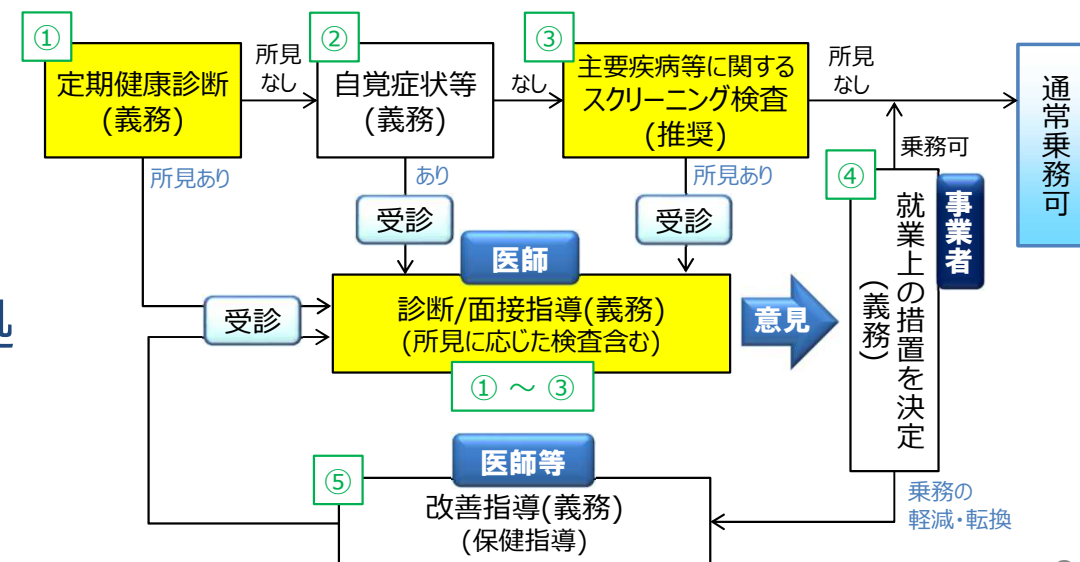 ①
定期健康診断
(義務)
所見
なし
②
自覚症状等
(義務)
なし
③
主要疾病等に関する
スクリーニング検査
(推奨)
所見
なし
通常乗務可
所見あり
あり
所見あり
乗務可
受診
受診
④
事業者
就業上の措置を決定
(義務)
医師
受診
診断/面接指導(義務)
(所見に応じた検査含む)
意見
① ～ ③
医師等
⑤
改善指導(義務)
(保健指導)
乗務の
軽減・転換